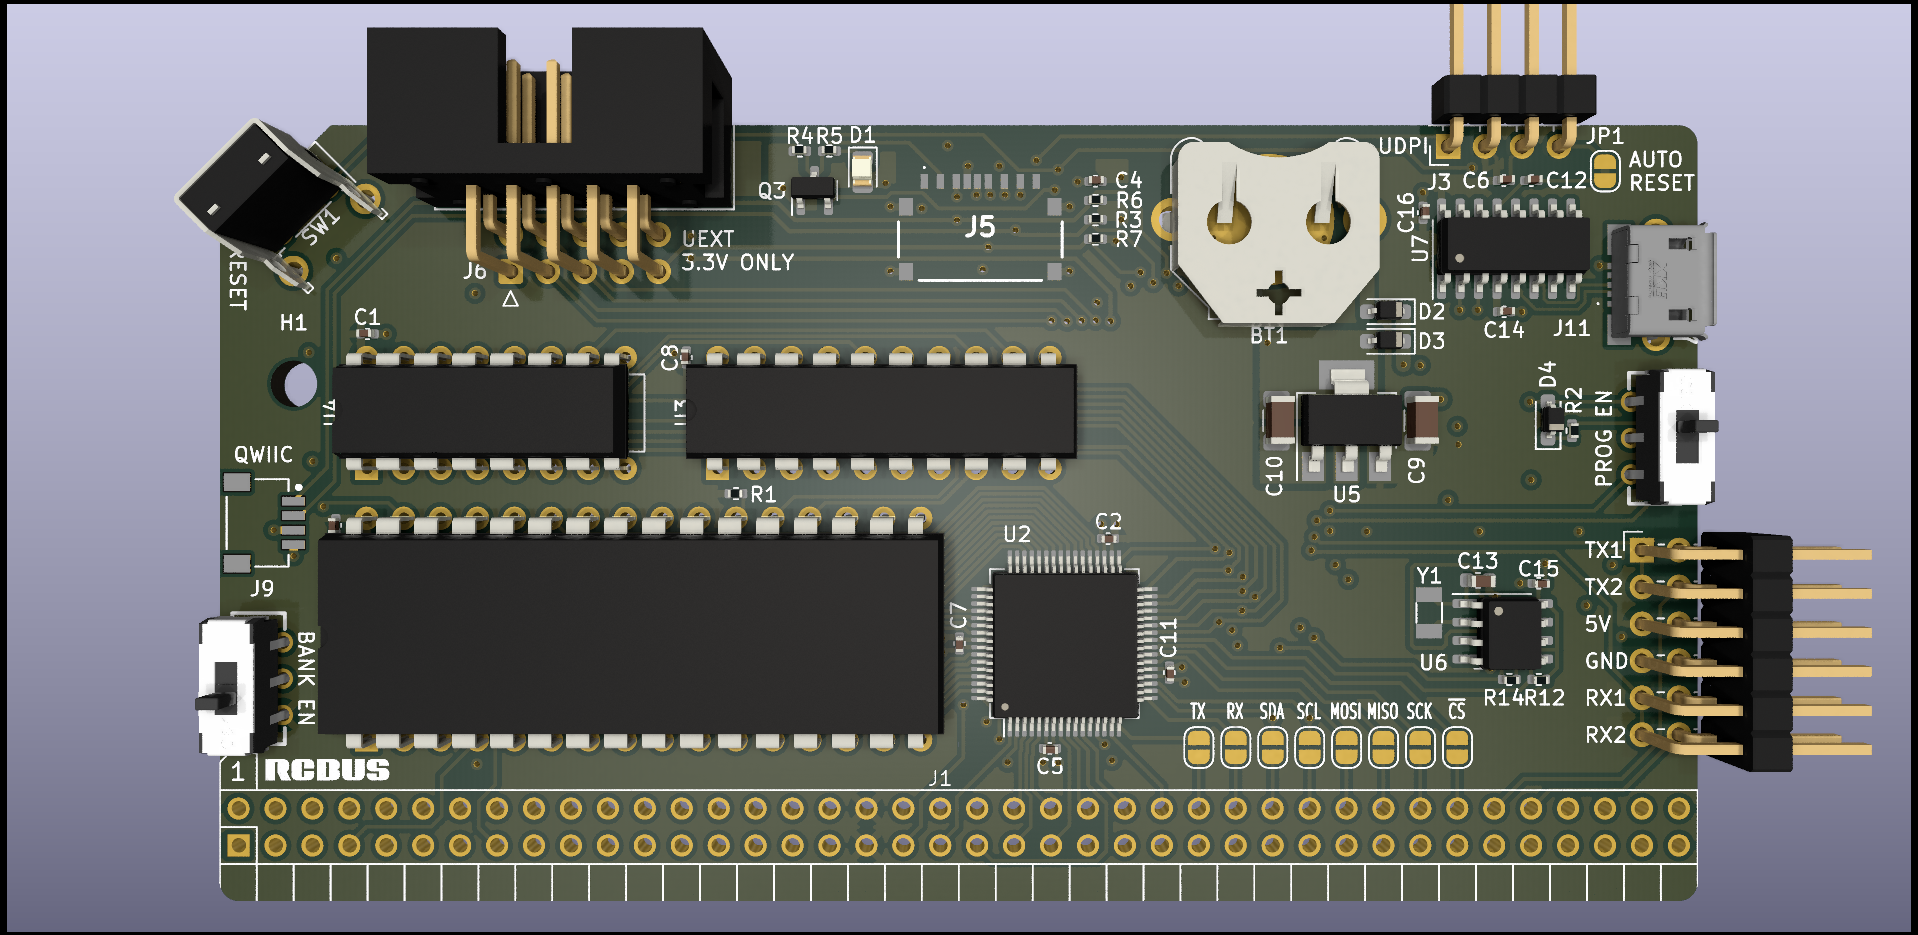 R4 R5 D1
Q3
J5
C4
R6
R3
R7
UDPI
J3
C6
C12
JP1
AUTO
RESET
C16
U7
C14
J11
SW1
RESET
J6
UEXT
3.3V ONLY
H1
C1
C8
BT1
D2
D3
U4
U3
QWIIC
J9
R1
C10
U5
C9
D4
R2
PROG EN
U2
C2
C7
C11
C5
Y1
C13
C15
U6
R14 R12
TX1
TX2
5V
GND
RX1
RX2
BANK EN
TX RX SDA SCL MOSI MISO SCK CS
1 RCBUS
J1